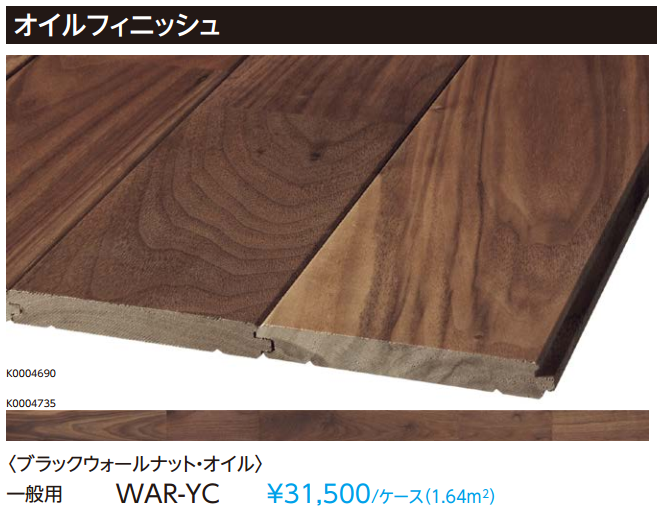 オイルフィニッシュ
K0004690
K0004735
〈ブラックウォールナット・オイル〉
一般用 WAR-YC ¥31,500/ケース(1.64m²)